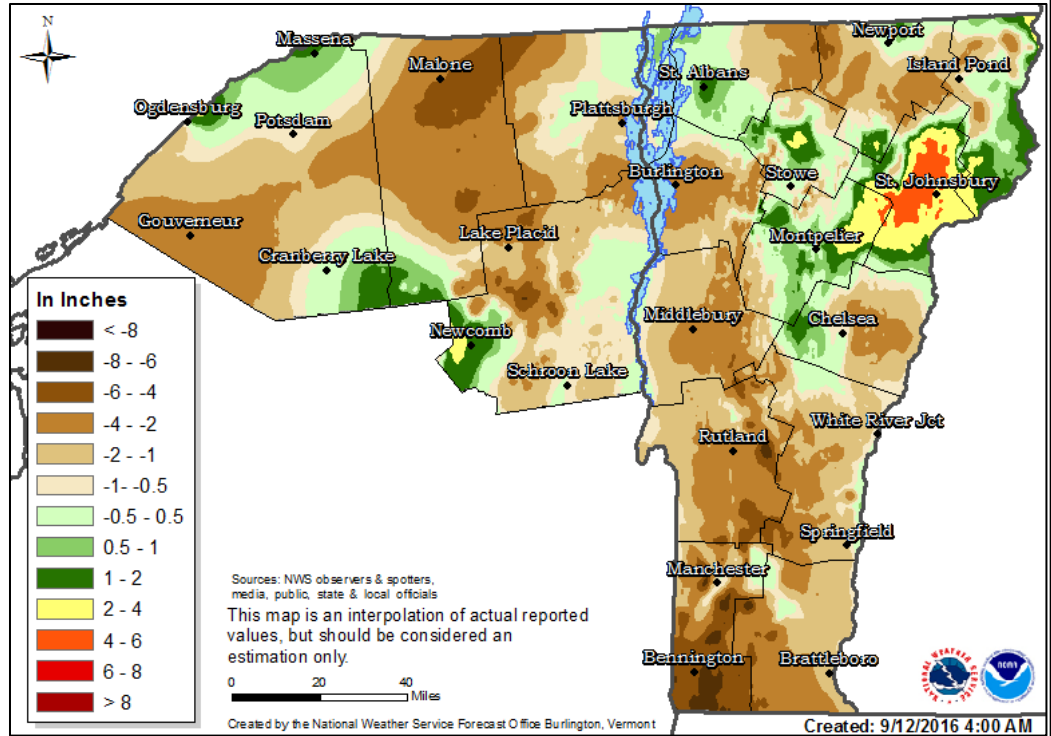 N
Massena
Newport
Malone
St. Albans
Island Pond
Ogdensburg
Plattsburgh
Potsdam
Burlington
Stowe
St. Johnsbury
Gouverneur
Lake Placid
Montpelier
Cranberry Lake
Middlebury
Chelsea
Newcomb
Schroon Lake
White River Jct
Rutland
Springfield
Manchester
Bennington
Brattleboro
In Inches
< -8
-8 - -6
-6 - -4
-4 - -2
-2 - -1
-1- -0.5
-0.5 - 0.5
0.5 - 1
1 - 2
2 - 4
4 - 6
6 - 8
> 8
Sources: NWS observers & spotters,
media, public, state & local offcials
This map is an interpolation of actual reported
values, but should be considered an
estimation only.
0 20 40
Miles
Created by the National Weather Service Forecast Office Burlington, Vermont
NATIONAL WEATHER SERVICE
noaa
Created: 9/12/2016 4:00 AM